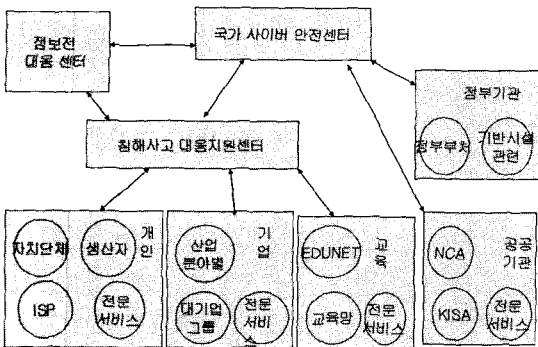 정보전
대응 센터
국가 사이버 안전센터
정부기관
정부부처
기반시설
관련
침해사고 대응지원센터
개인
자치단체
생산자
ISP
전문
서비스
기업
산업
분야별
대기업
그룹
전문
서비
스
교육
EDUNET
교육망
전문
서비스
공공
기관
NCA
KISA
전문
서비스